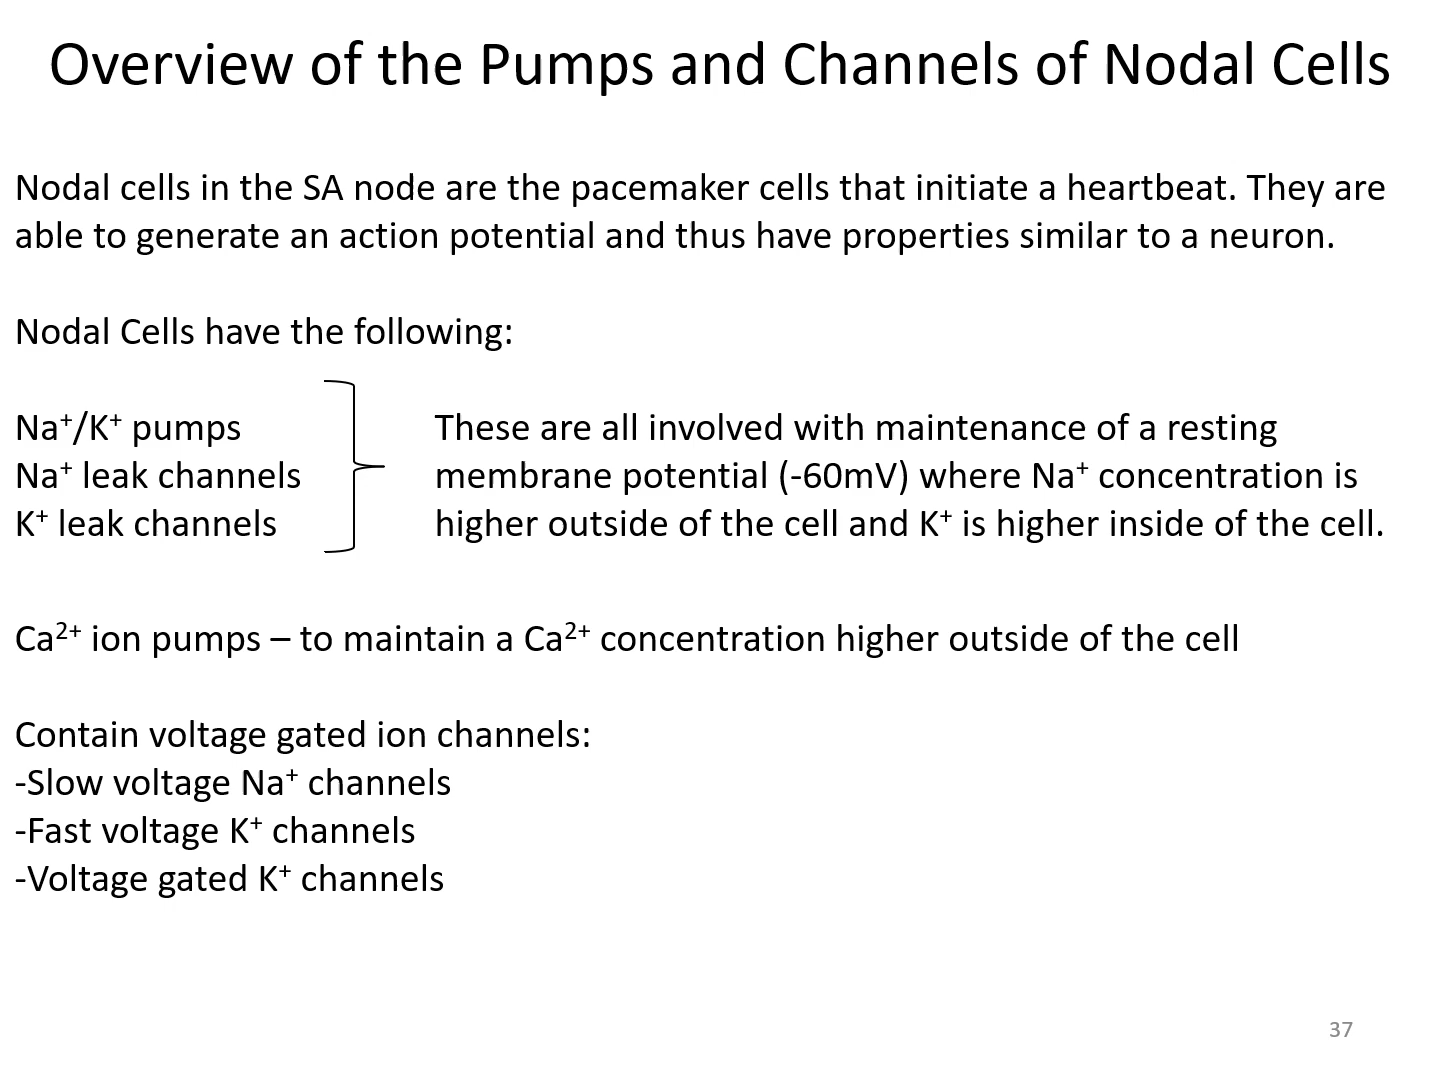 Overview of the Pumps and Channels of Nodal Cells
Nodal cells in the SA node are the pacemaker cells that initiate a heartbeat. They are
able to generate an action potential and thus have properties similar to a neuron.
Nodal Cells have the following:
Na⁺/K⁺ pumps
Na⁺ leak channels
K⁺ leak channels
These are all involved with maintenance of a resting
membrane potential (-60mV) where Na⁺ concentration is
higher outside of the cell and K⁺ is higher inside of the cell.
Ca²⁺ ion pumps – to maintain a Ca²⁺ concentration higher outside of the cell
Contain voltage gated ion channels:
-Slow voltage Na⁺ channels
-Fast voltage K⁺ channels
-Voltage gated K⁺ channels
37